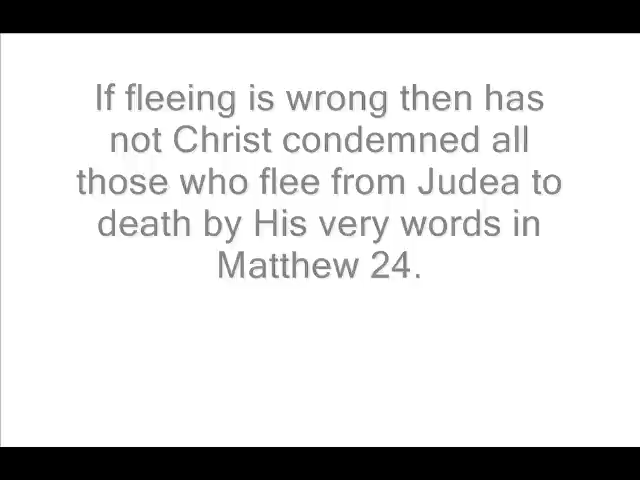 If fleeing is wrong then has
not Christ condemned all
those who flee from Judea to
death by His very words in
Matthew 24.